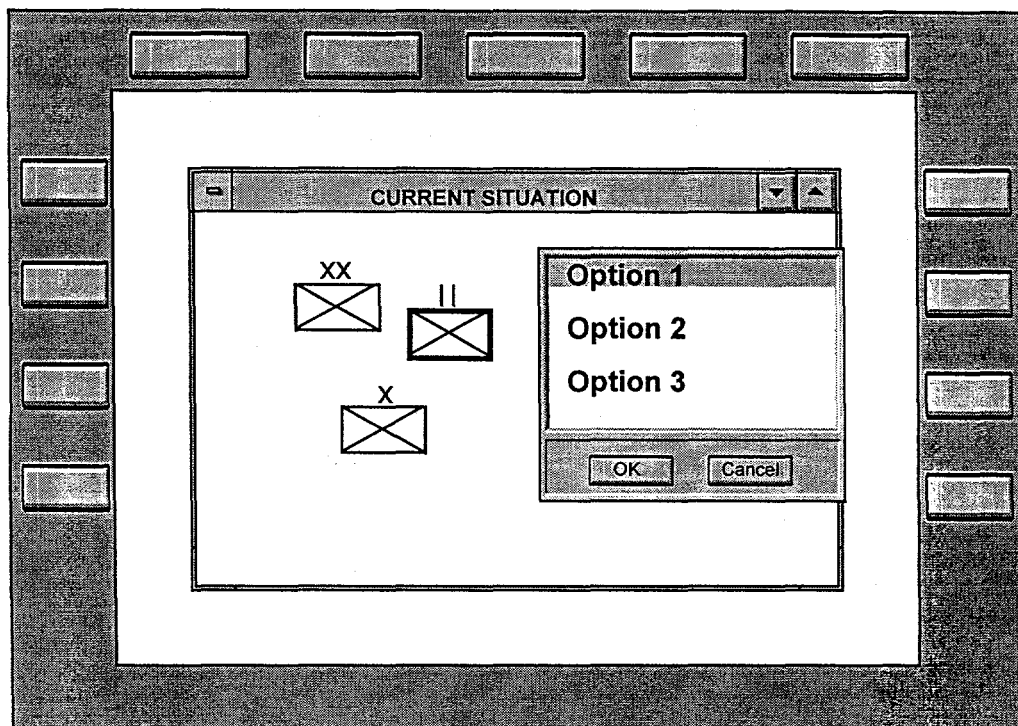 CURRENT SITUATION
XX
II
X
Option 1
Option 2
Option 3
OK
Cancel